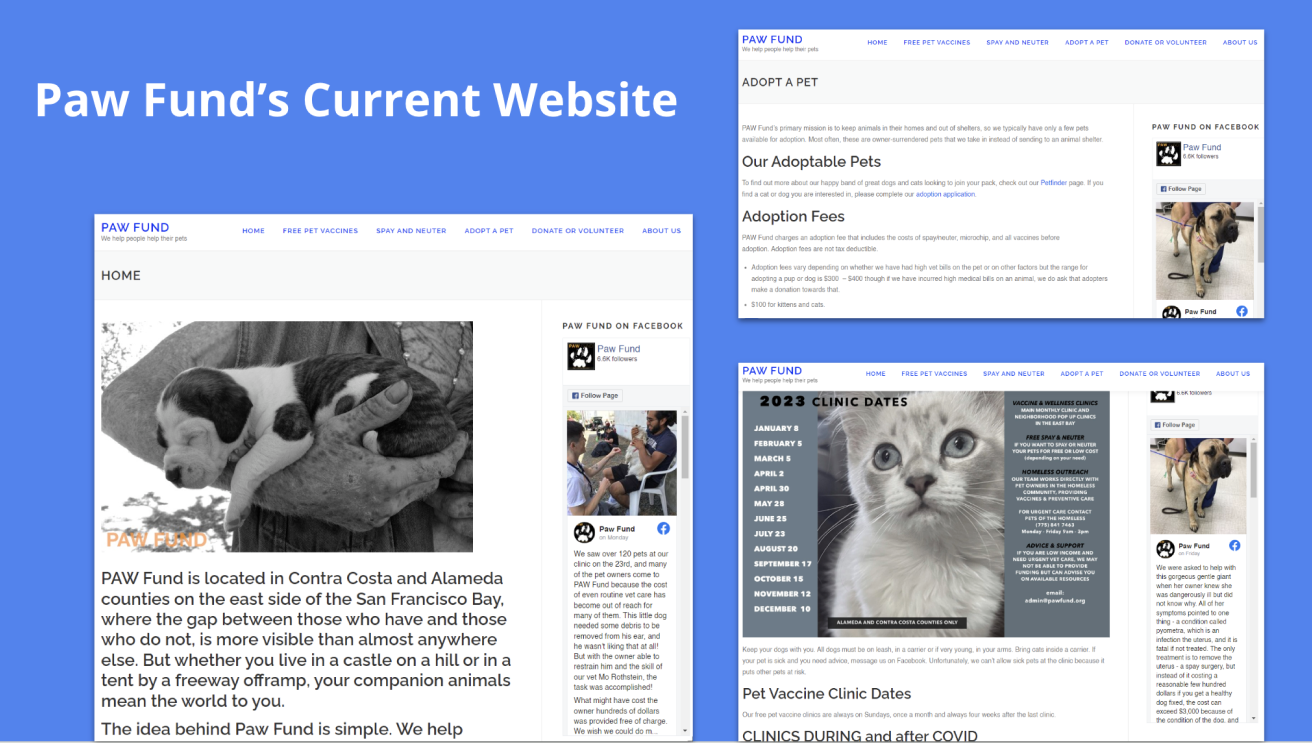 Paw Fund's Current Website
PAW FUND
We help people help their pets
HOME
FREE PET VACCINES
SPAY AND NEUTER
ADOPT A PET
DONATE OR VOLUNTEER
ABOUT US
HOME
PAW FUND
PAW FUND ON FACEBOOK
Paw Fund
6.6K followers
Follow Page
Paw Fund
on Monday
We saw over 120 pets at our
clinic on the 23rd, and many
of the pet owners come to
PAW Fund because the cost
of even routine vet care has
become out of reach for
many of them. This little dog
needed some debris to be
removed from his ear, and
he wasn't liking that at all!
But with the owner able to
restrain him and the skill of
our vet Mo Rothstein, the
task was accomplished!
What might have cost the
owner hundreds of dollars
was provided free of charge.
We wish we could do m...
PAW Fund is located in Contra Costa and Alameda
counties on the east side of the San Francisco Bay,
where the gap between those who have and those
who do not, is more visible than almost anywhere
else. But whether you live in a castle on a hill or in a
tent by a freeway offramp, your companion animals
mean the world to you.
The idea behind Paw Fund is simple. We help
PAW FUND
We help people help their pets
HOME
FREE PET VACCINES
SPAY AND NEUTER
ADOPT A PET
DONATE OR VOLUNTEER
ABOUT US
ADOPT A PET
PAW Fund's primary mission is to keep animals in their homes and out of shelters, so we typically have only a few pets
available for adoption. Most often, these are owner-surrendered pets that we take in instead of sending to an animal shelter.
Our Adoptable Pets
To find out more about our happy band of great dogs and cats looking to join your pack, check out our Petfinder page. If you
find a cat or dog you are interested in, please complete our adoption application.
Adoption Fees
PAW Fund charges an adoption fee that includes the costs of spay/neuter, microchip, and all vaccines before
adoption. Adoption fees are not tax deductible.
• Adoption fees vary depending on whether we have had high vet bills on the pet or on other factors but the range for
adopting a pup or dog is $300 – $400 though if we have incurred high medical bills on an animal, we do ask that adopters
make a donation towards that.
• $100 for kittens and cats.
PAW FUND ON FACEBOOK
Paw Fund
6.6K followers
Follow Page
Paw Fund
PAW FUND
We help people help their pets
HOME
FREE PET VACCINES
SPAY AND NEUTER
ADOPT A PET
DONATE OR VOLUNTEER
ABOUT US
2023 CLINIC DATES
JANUARY 8
FEBRUARY 5
MARCH 5
APRIL 2
APRIL 30
MAY 28
JUNE 25
JULY 23
AUGUST 20
SEPTEMBER 17
OCTOBER 15
NOVEMBER 12
DECEMBER 10
VACCINE & WELLNESS CLINICS
MAIN MONTHLY CLINIC AND
NEIGHBORHOOD POP UP CLINICS
IN THE EAST BAY
FREE SPAY & NEUTER
IF YOU WANT TO SPAY OR NEUTER
YOUR PETS FOR FREE OR LOW COST
(depending on your need)
HOMELESS OUTREACH
OUR TEAM WORKS DIRECTLY WITH
PET OWNERS IN THE HOMELESS
COMMUNITY, PROVIDING
VACCINES & PREVENTIVE CARE
FOR URGENT CARE CONTACT
PETS OF THE HOMELESS
(775) 841 7463
Monday - Friday 9am - 3pm
ADVICE & SUPPORT
IF YOU ARE LOW INCOME AND
NEED URGENT VET CARE, WE MAY
NOT BE ABLE TO PROVIDE
FUNDING BUT CAN ADVISE YOU
ON AVAILABLE RESOURCES
email:
admin@pawfund.org
ALAMEDA AND CONTRA COSTA COUNTIES ONLY
Keep your dogs with you. All dogs must be on leash, in a carrier or if very young, in your arms. Bring cats inside a carrier. If
your pet is sick and you need advice, message us on Facebook. Unfortunately, we can't allow sick pets at the clinic because it
puts other pets at risk.
Pet Vaccine Clinic Dates
Our free pet vaccine clinics are always on Sundays, once a month and always four weeks after the last clinic.
CLINICS DURING and after COVID
6.6K followers
Follow Page
Paw Fund
on Friday
We were asked to help with
this gorgeous gentle giant
when her owner knew she
was dangerously ill but did
not know why. All of her
symptoms pointed to one
thing - a condition called
pyometra, which is an
infection the uterus, and it is
fatal if not treated. The only
treatment is to remove the
uterus - a spay surgery, but
instead of it costing a
reasonable few hundred
dollars if you get a healthy
dog fixed, the cost can
exceed $3,000 because of
the condition of the dog, and